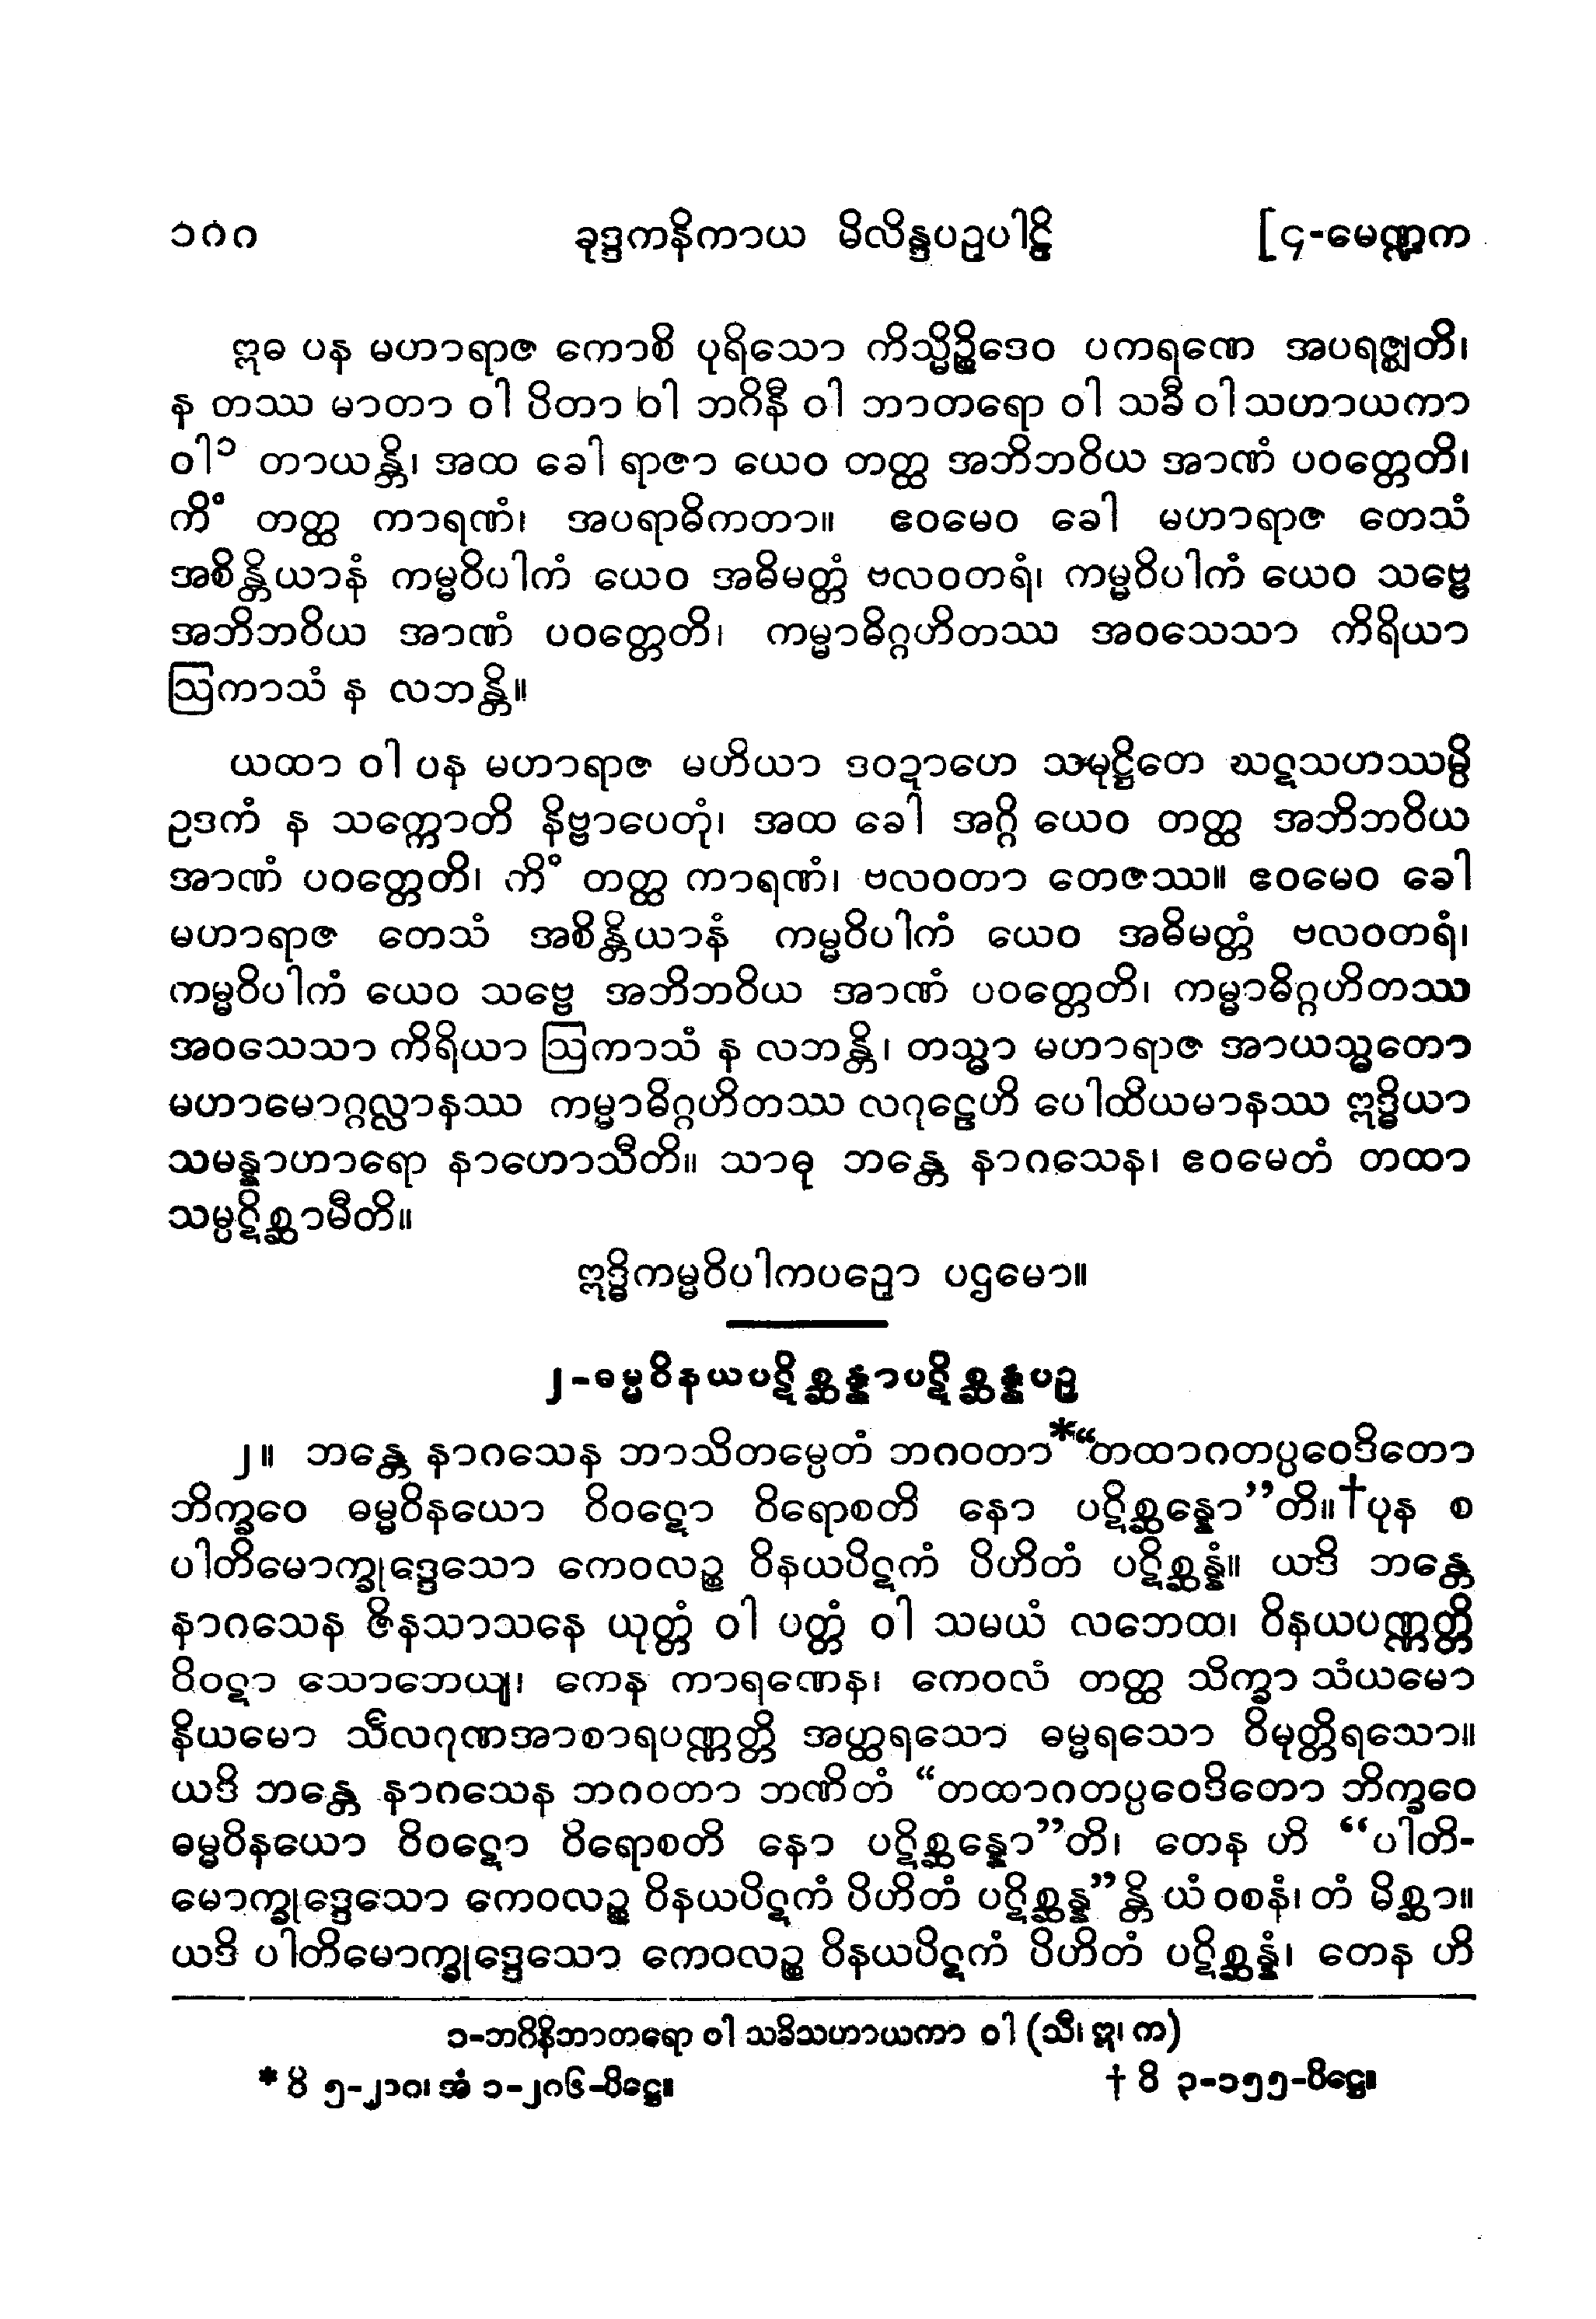 ၁၈၈ ခုဒ္ဒကနိကာယ မိလိန္ဒပဉှပါဠိ [၄-မေဏ္ဍက
ဣဓ ပန မဟာရာဇ ကောစိ ပုရိသော ကိသ္မိဉ္စိဒေဝ ပကရဏေ အပရဇ္ဈတိ၊
န တဿ မာတာ ဝါ ပိတာ ဝါ ဘဂိနီ ဝါ ဘာတရော ဝါ သခီ ဝါ သဟာယကာ
ဝါ၁ တာယန္တိ၊ အထ ခေါ ရာဇာ ယေဝ တတ္ထ အဘိဘဝိယ အာဏံ ပဝတ္တေတိ၊
ကိံ တတ္ထ ကာရဏံ၊ အပရာဓိကတာ။ ဧဝမေဝ ခေါ မဟာရာဇ တေသံ
အစိန္တိယာနံ ကမ္မဝိပါကံ ယေဝ အဓိမတ္တံ ဗလဝတရံ၊ ကမ္မဝိပါကံ ယေဝ သဗ္ဗေ
အဘိဘဝိယ အာဏံ ပဝတ္တေတိ၊ ကမ္မာဓိဂ္ဂဟိတဿ အဝသေသာ ကိရိယာ
ဩကာသံ န လဘန္တိ။
ယထာ ဝါ ပန မဟာရာဇ မဟိယာ ဒဝဍာဟေ သမုဋ္ဌိတေ ဃဋသဟဿမ္ပိ
ဥဒကံ န သက္ကောတိ နိဗ္ဗာပေတုံ၊ အထ ခေါ အဂ္ဂိ ယေဝ တတ္ထ အဘိဘဝိယ
အာဏံ ပဝတ္တေတိ၊ ကိံ တတ္ထ ကာရဏံ၊ ဗလဝတာ တေဇဿ။ ဧဝမေဝ ခေါ
မဟာရာဇ တေသံ အစိန္တိယာနံ ကမ္မဝိပါကံ ယေဝ အဓိမတ္တံ ဗလဝတရံ၊
ကမ္မဝိပါကံ ယေဝ သဗ္ဗေ အဘိဘဝိယ အာဏံ ပဝတ္တေတိ၊ ကမ္မာဓိဂ္ဂဟိတဿ
အဝသေသာ ကိရိယာ ဩကာသံ န လဘန္တိ၊ တသ္မာ မဟာရာဇ အာယသ္မတော
မဟာမောဂ္ဂလ္လာနဿ ကမ္မာဓိဂ္ဂဟိတဿ လဂုဠေဟိ ပေါထိယမာနဿ ဣဒ္ဓိယာ
သမန္နာဟာရော နာဟောသီတိ။ သာဓု ဘန္တေ နာဂသေန၊ ဧဝမေတံ တထာ
သမ္ပဋိစ္ဆာမီတိ။
ဣဒ္ဓိကမ္မဝိပါကပဉှော ပဌမော။
၂-ဓမ္မဝိနယပဋိစ္ဆန္နာပဋိစ္ဆန္နပဉှ
၂။ ဘန္တေ နာဂသေန ဘာသိတမ္ပေတံ ဘဂဝတာ*“တထာဂတပ္ပဝေဒိတော
ဘိက္ခဝေ ဓမ္မဝိနယော ဝိဝဋော ဝိရောစတိ နော ပဋိစ္ဆန္နော”တိ။†ပုန စ
ပါတိမောက္ခုဒ္ဒေသော ကေဝလဉ္စ ဝိနယပိဋကံ ပိဟိတံ ပဋိစ္ဆန္နံ။ ယဒိ ဘန္တေ
နာဂသေန ဇိနသာသနေ ယုတ္တံ ဝါ ပတ္တံ ဝါ သမယံ လဘေထ၊ ဝိနယပဏ္ဏတ္တိ
ဝိဝဋာ သောဘေယျ၊ ကေန ကာရဏေန၊ ကေဝလံ တတ္ထ သိက္ခာ သံယမော
နိယမော သီလဂုဏအာစာရပဏ္ဏတ္တိ အတ္ထရသော ဓမ္မရသော ဝိမုတ္တိရသော။
ယဒိ ဘန္တေ နာဂသေန ဘဂဝတာ ဘဏိတံ “တထာဂတပ္ပဝေဒိတော ဘိက္ခဝေ
ဓမ္မဝိနယော ဝိဝဋော ဝိရောစတိ နော ပဋိစ္ဆန္နော”တိ၊ တေန ဟိ “ပါတိ-
မောက္ခုဒ္ဒေသော ကေဝလဉ္စ ဝိနယပိဋကံ ပိဟိတံ ပဋိစ္ဆန္န”န္တိ ယံ ဝစနံ၊ တံ မိစ္ဆာ။
ယဒိ ပါတိမောက္ခုဒ္ဒေသော ကေဝလဉ္စ ဝိနယပိဋကံ ပိဟိတံ ပဋိစ္ဆန္နံ၊ တေန ဟိ
၁-ဘဂိနိဘာတရော ဝါ သခိသဟာယကာ ဝါ (သီ၊ ဣ၊ က)
* ဝိ ၅-၂၁၀၊ အံ ၁-၂၈၆-ပိဋ္ဌေ။ † ဝိ ၃-၁၅၅-ပိဋ္ဌေ။